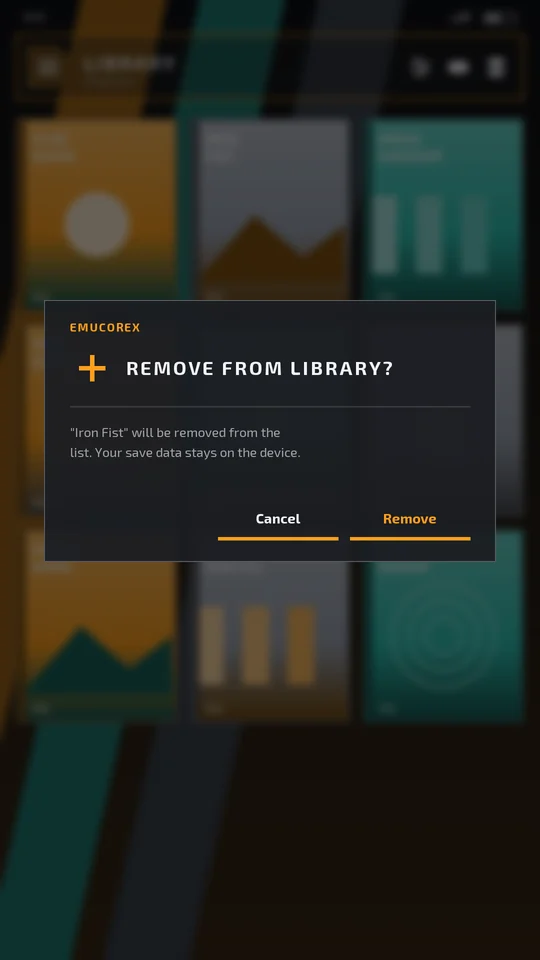 LIBRARY
EMUCOREX
REMOVE FROM LIBRARY?
"Iron Fist" will be removed from the
list. Your save data stays on the device.
Cancel
Remove